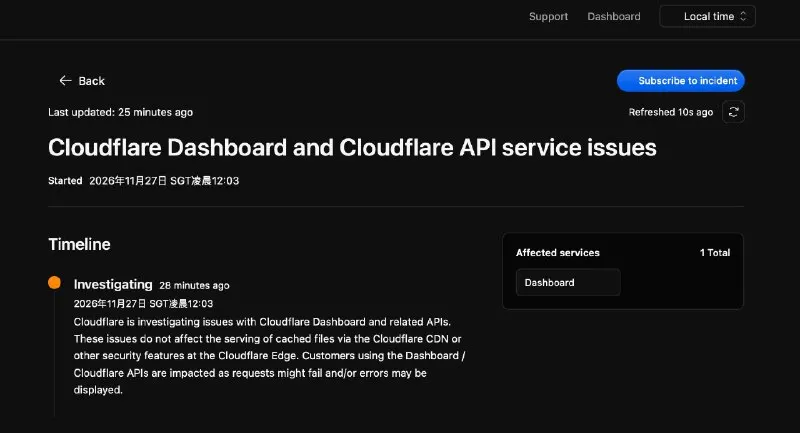 Support Dashboard Local time
Back Subscribe to incident
Last updated: 25 minutes ago Refreshed 10s ago
Cloudflare Dashboard and Cloudflare API service issues
Started 2026年11月27日 SGT凌晨12:03
Timeline
Affected services 1 Total
Dashboard
Investigating 28 minutes ago
2026年11月27日 SGT凌晨12:03
Cloudflare is investigating issues with Cloudflare Dashboard and related APIs.
These issues do not affect the serving of cached files via the Cloudflare CDN or
other security features at the Cloudflare Edge. Customers using the Dashboard /
Cloudflare APIs are impacted as requests might fail and/or errors may be
displayed.